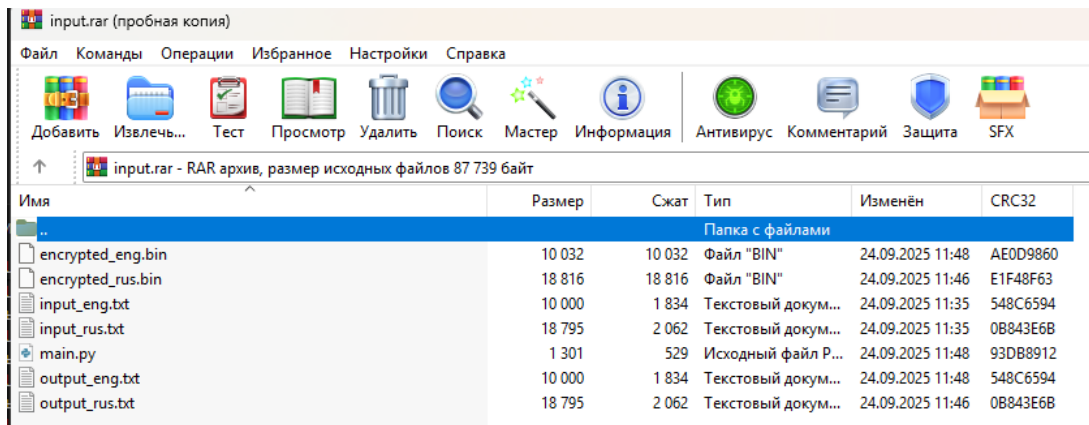 input.rar (пробная копия)
Файл Команды Операции Избранное Настройки Справка
Добавить Извлечь... Тест Просмотр Удалить Поиск Мастер Информация Антивирус Комментарий Защита SFX
input.rar - RAR архив, размер исходных файлов 87 739 байт
Имя Размер Сжат Тип Изменён CRC32
.. Папка с файлами
encrypted_eng.bin 10 032 10 032 Файл "BIN" 24.09.2025 11:48 AE0D9860
encrypted_rus.bin 18 816 18 816 Файл "BIN" 24.09.2025 11:46 E1F48F63
input_eng.txt 10 000 1 834 Текстовый докум... 24.09.2025 11:35 548C6594
input_rus.txt 18 795 2 062 Текстовый докум... 24.09.2025 11:35 0B843E6B
main.py 1 301 529 Исходный файл P... 24.09.2025 11:48 93DB8912
output_eng.txt 10 000 1 834 Текстовый докум... 24.09.2025 11:48 548C6594
output_rus.txt 18 795 2 062 Текстовый докум... 24.09.2025 11:46 0B843E6B